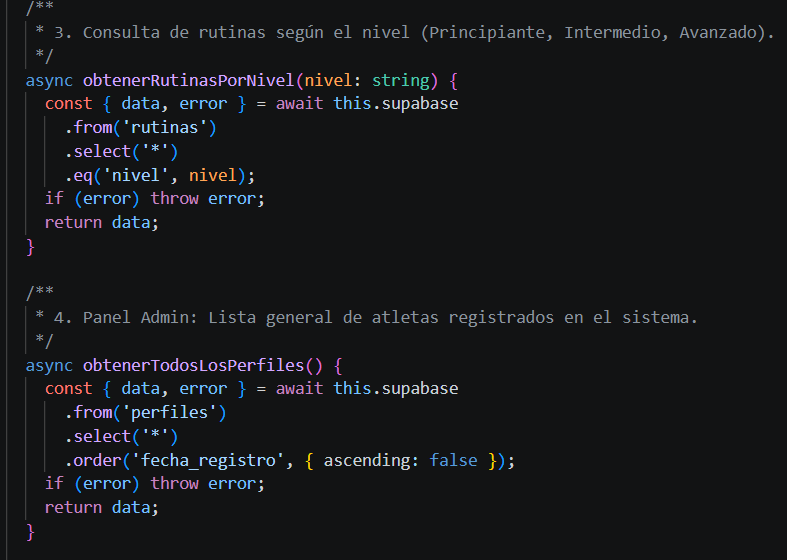 /**
 * 3. Consulta de rutinas según el nivel (Principiante, Intermedio, Avanzado).
 */
async obtenerRutinasPorNivel(nivel: string) {
  const { data, error } = await this.supabase
    .from('rutinas')
    .select('*')
    .eq('nivel', nivel);
  if (error) throw error;
  return data;
}

/**
 * 4. Panel Admin: Lista general de atletas registrados en el sistema.
 */
async obtenerTodosLosPerfiles() {
  const { data, error } = await this.supabase
    .from('perfiles')
    .select('*')
    .order('fecha_registro', { ascending: false });
  if (error) throw error;
  return data;
}